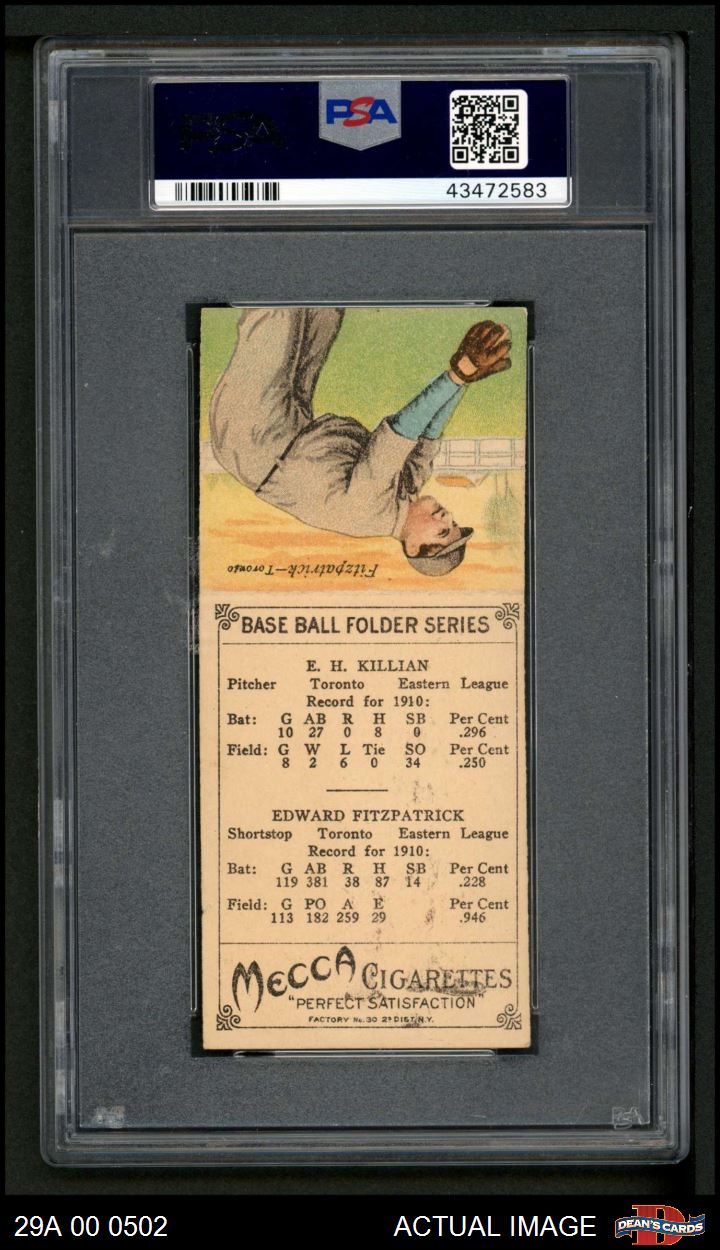 PSA
PSA
43472583
Fitzpatrick—Toronto
BASE BALL FOLDER SERIES
E. H. KILLIAN
Pitcher Toronto Eastern League
Record for 1910:
Bat: G AB R H SB Per Cent
10 27 0 8 0 .296
Field: G W L Tie SO Per Cent
8 2 6 0 34 .250
EDWARD FITZPATRICK
Shortstop Toronto Eastern League
Record for 1910:
Bat: G AB R H SB Per Cent
119 381 38 87 14 .228
Field: G PO A E Per Cent
113 182 259 29 .946
MECCA CIGARETTES
"PERFECT SATISFACTION"
FACTORY No. 30 2D DIST. N.Y.
PSA
29A 00 0502 ACTUAL IMAGE DEAN'S CARDS